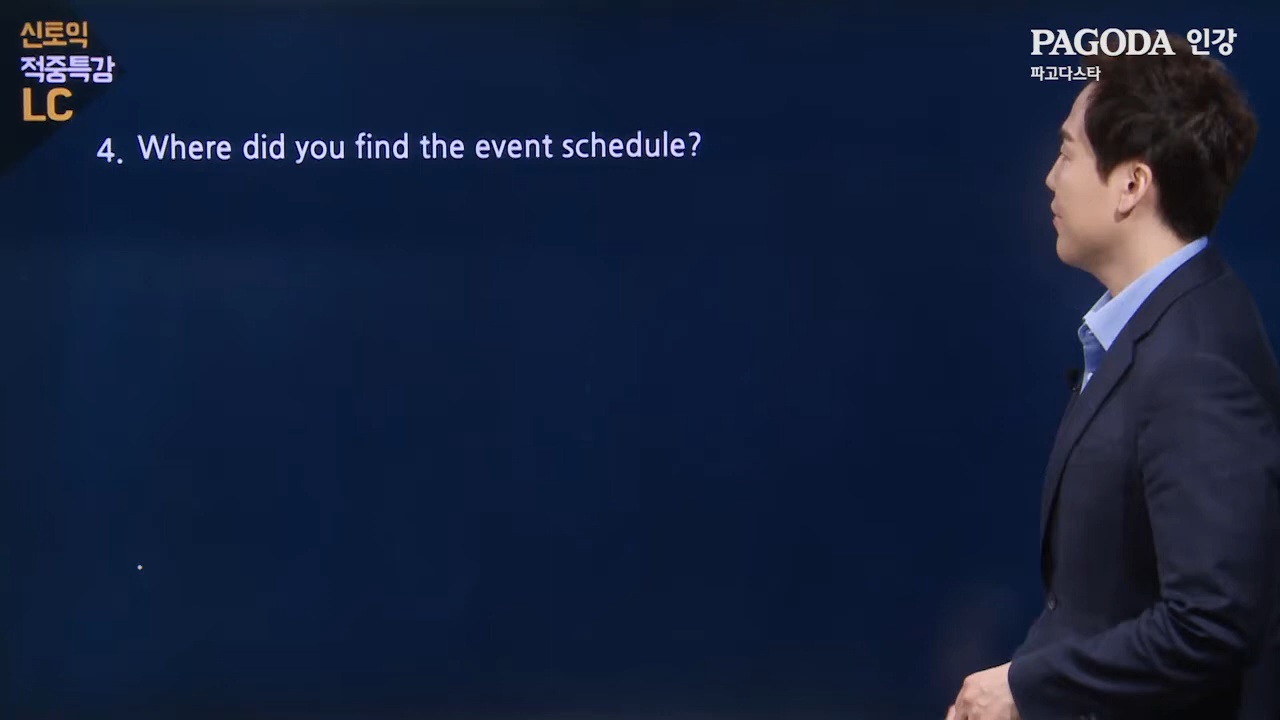 신토익
적중특강
LC
PAGODA 인강
파고다스타
4. Where did you find the event schedule?